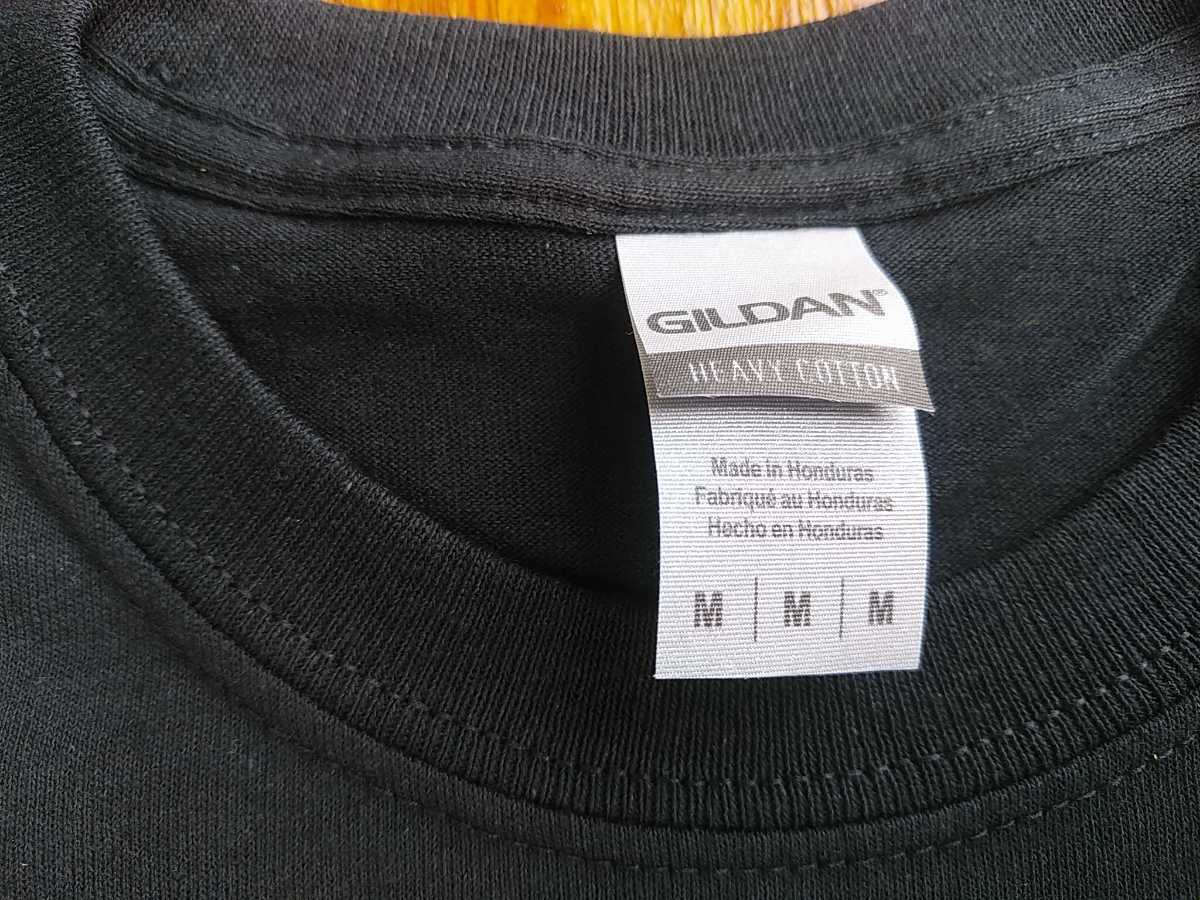 GILDAN®
HEAVY COTTON
Made in Honduras
Fabriqué au Honduras
Hecho en Honduras
M | M | M